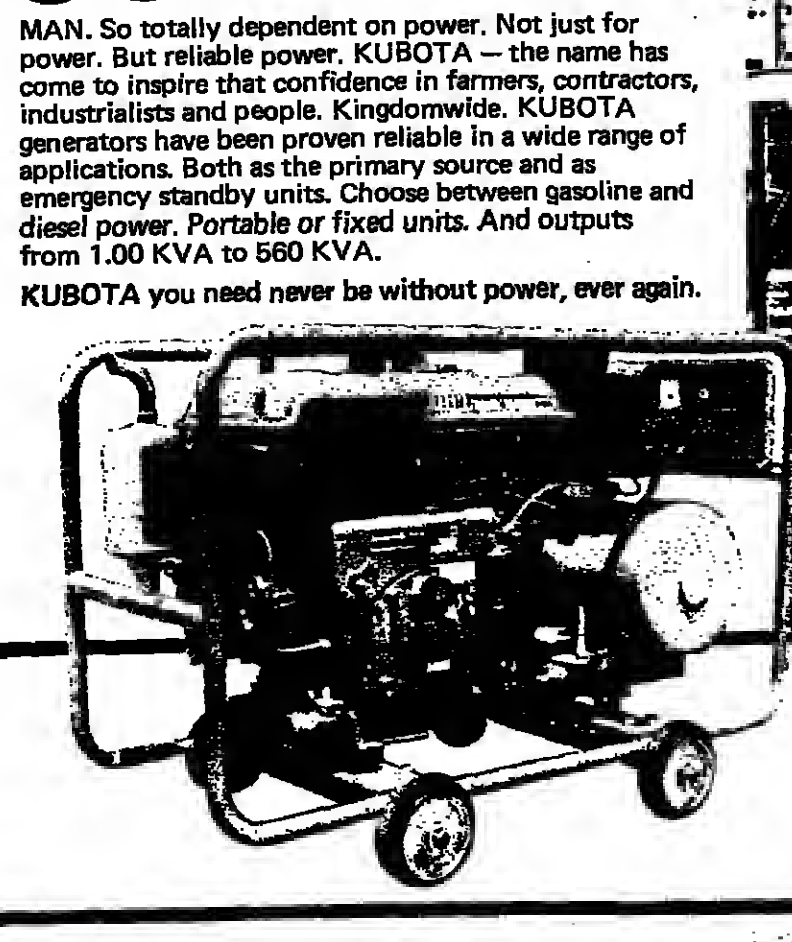 MAN. So totally dependent on power. Not just for
power. But reliable power. KUBOTA — the name has
come to inspire that confidence in farmers, contractors,
industrialists and people. Kingdomwide. KUBOTA
generators have been proven reliable in a wide range of
applications. Both as the primary source and as
emergency standby units. Choose between gasoline and
diesel power. Portable or fixed units. And outputs
from 1.00 KVA to 560 KVA.
KUBOTA you need never be without power, ever again.